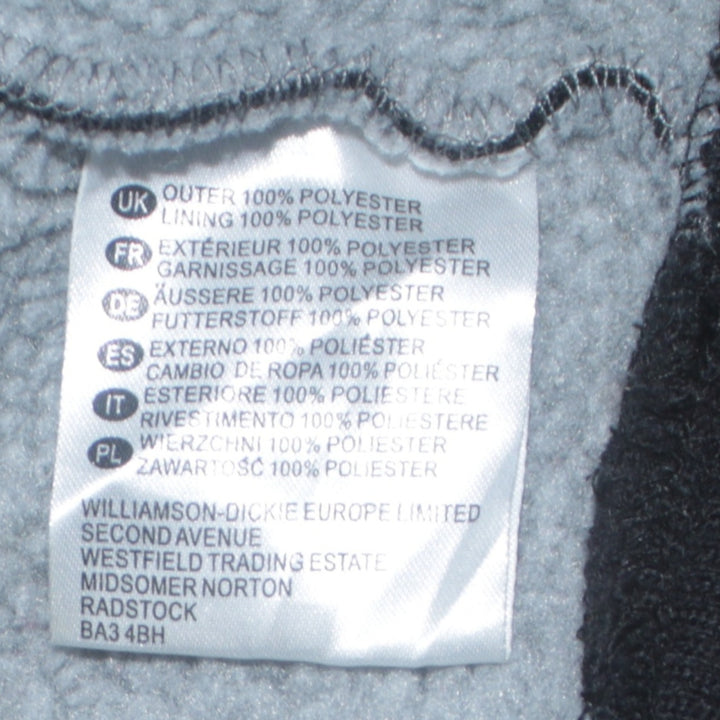 UK OUTER 100% POLYESTER
LINING 100% POLYESTER
FR EXTÉRIEUR 100% POLYESTER
GARNISSAGE 100% POLYESTER
DE ÄUSSERE 100% POLYESTER
FUTTERSTOFF 100% POLYESTER
ES EXTERNO 100% POLIÉSTER
CAMBIO DE ROPA 100% POLIÉSTER
IT ESTERIORE 100% POLIESTERE
RIVESTIMENTO 100% POLIESTERE
PL WIERZCHNI 100% POLIESTER
ZAWARTOŚĆ 100% POLIESTER
WILLIAMSON-DICKIE EUROPE LIMITED
SECOND AVENUE
WESTFIELD TRADING ESTATE
MIDSOMER NORTON
RADSTOCK
BA3 4BH